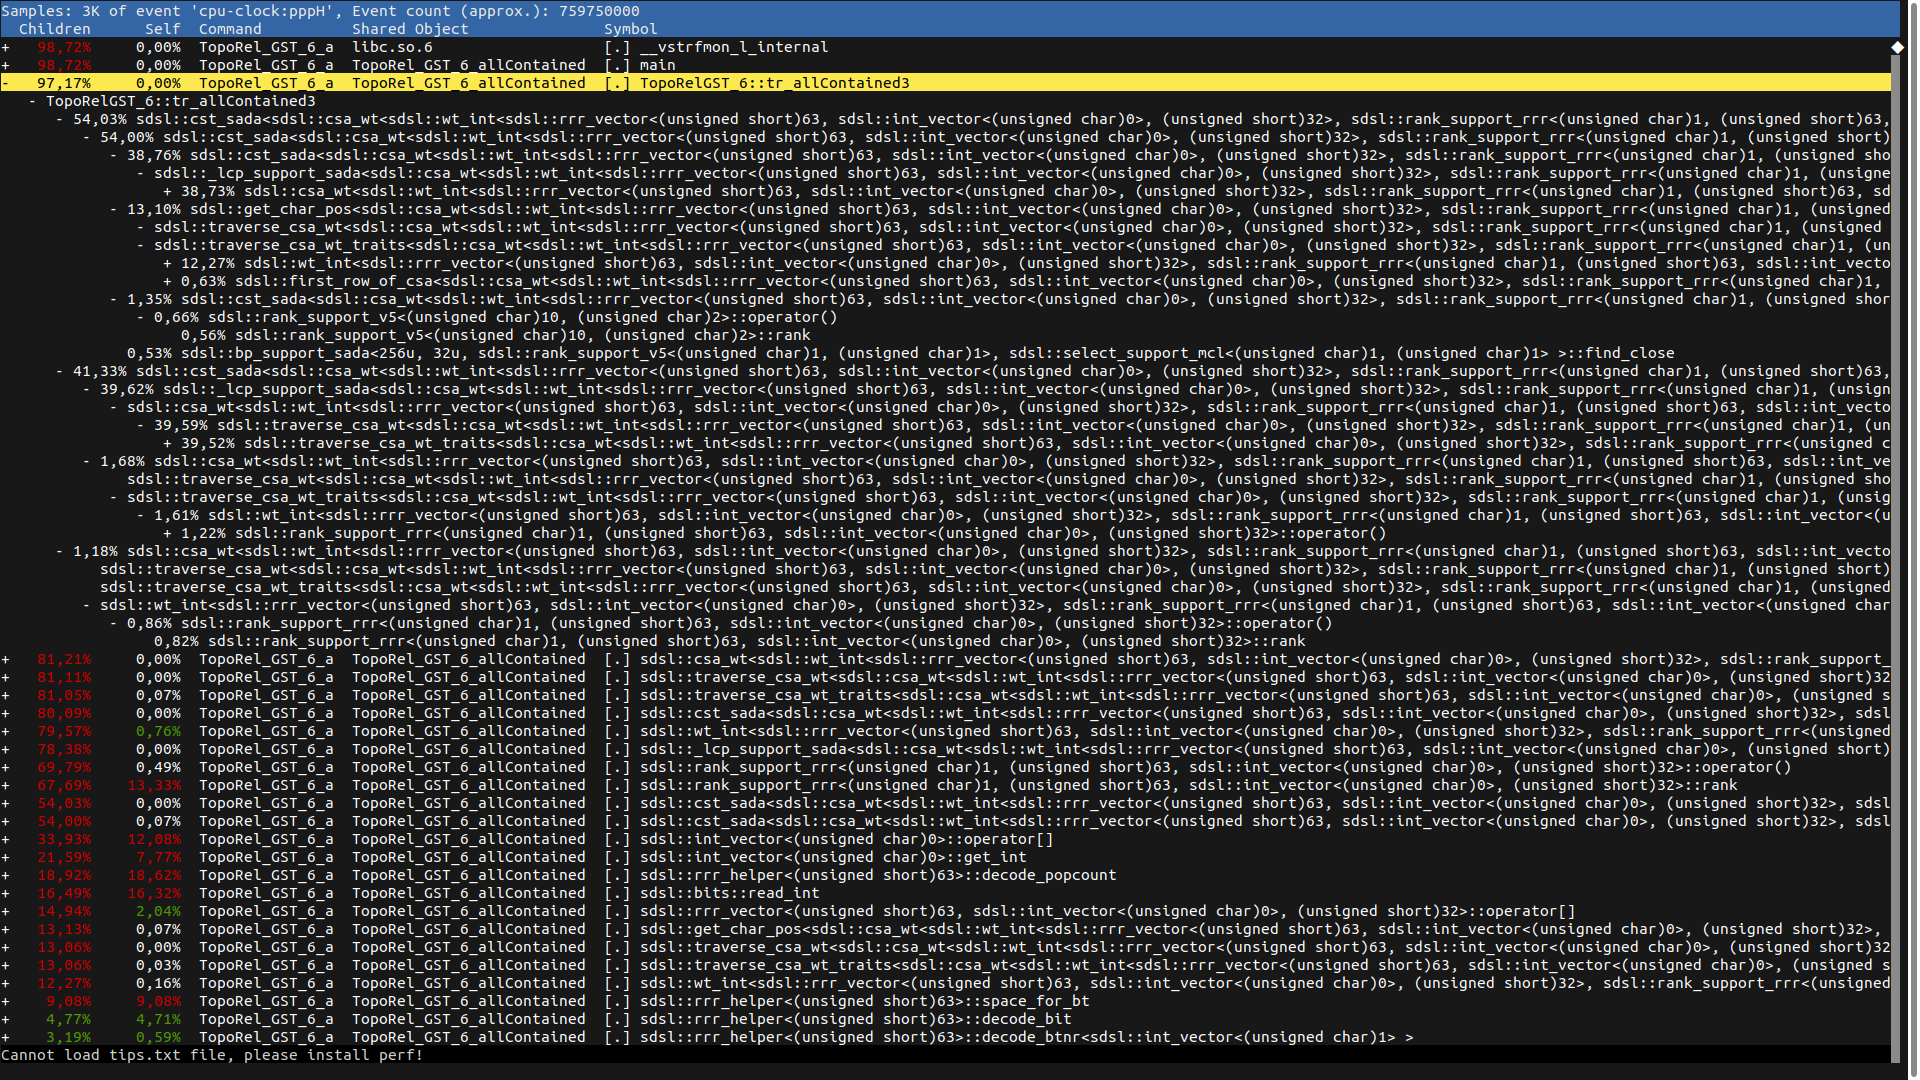 Samples: 3K of event 'cpu-clock:pppH', Event count (approx.): 759750000
  Children      Self  Command       Shared Object               Symbol
+   98,72%     0,00%  TopoRel_GST_6_a  libc.so.6                   [.] __vstrfmon_l_internal
+   98,72%     0,00%  TopoRel_GST_6_a  TopoRel_GST_6_allContained  [.] main
-   97,17%     0,00%  TopoRel_GST_6_a  TopoRel_GST_6_allContained  [.] TopoRelGST_6::tr_allContained3
- TopoRelGST_6::tr_allContained3
- 54,03% sdsl::cst_sada<sdsl::csa_wt<sdsl::wt_int<sdsl::rrr_vector<(unsigned short)63, sdsl::int_vector<(unsigned char)0>, (unsigned short)32>, sdsl::rank_support_rrr<(unsigned char)1, (unsigned short)63,
- 54,00% sdsl::cst_sada<sdsl::csa_wt<sdsl::wt_int<sdsl::rrr_vector<(unsigned short)63, sdsl::int_vector<(unsigned char)0>, (unsigned short)32>, sdsl::rank_support_rrr<(unsigned char)1, (unsigned short)
- 38,76% sdsl::cst_sada<sdsl::csa_wt<sdsl::wt_int<sdsl::rrr_vector<(unsigned short)63, sdsl::int_vector<(unsigned char)0>, (unsigned short)32>, sdsl::rank_support_rrr<(unsigned char)1, (unsigned sho
- sdsl::_lcp_support_sada<sdsl::csa_wt<sdsl::wt_int<sdsl::rrr_vector<(unsigned short)63, sdsl::int_vector<(unsigned char)0>, (unsigned short)32>, sdsl::rank_support_rrr<(unsigned char)1, (unsigne
+ 38,73% sdsl::csa_wt<sdsl::wt_int<sdsl::rrr_vector<(unsigned short)63, sdsl::int_vector<(unsigned char)0>, (unsigned short)32>, sdsl::rank_support_rrr<(unsigned char)1, (unsigned short)63, sd
- 13,10% sdsl::get_char_pos<sdsl::csa_wt<sdsl::wt_int<sdsl::rrr_vector<(unsigned short)63, sdsl::int_vector<(unsigned char)0>, (unsigned short)32>, sdsl::rank_support_rrr<(unsigned char)1, (unsigned
- sdsl::traverse_csa_wt<sdsl::csa_wt<sdsl::wt_int<sdsl::rrr_vector<(unsigned short)63, sdsl::int_vector<(unsigned char)0>, (unsigned short)32>, sdsl::rank_support_rrr<(unsigned char)1, (unsigned
- sdsl::traverse_csa_wt_traits<sdsl::csa_wt<sdsl::wt_int<sdsl::rrr_vector<(unsigned short)63, sdsl::int_vector<(unsigned char)0>, (unsigned short)32>, sdsl::rank_support_rrr<(unsigned char)1, (un
+ 12,27% sdsl::wt_int<sdsl::rrr_vector<(unsigned short)63, sdsl::int_vector<(unsigned char)0>, (unsigned short)32>, sdsl::rank_support_rrr<(unsigned char)1, (unsigned short)63, sdsl::int_vecto
+ 0,63% sdsl::first_row_of_csa<sdsl::csa_wt<sdsl::wt_int<sdsl::rrr_vector<(unsigned short)63, sdsl::int_vector<(unsigned char)0>, (unsigned short)32>, sdsl::rank_support_rrr<(unsigned char)1,
- 1,35% sdsl::cst_sada<sdsl::csa_wt<sdsl::wt_int<sdsl::rrr_vector<(unsigned short)63, sdsl::int_vector<(unsigned char)0>, (unsigned short)32>, sdsl::rank_support_rrr<(unsigned char)1, (unsigned shor
- 0,66% sdsl::rank_support_v5<(unsigned char)10, (unsigned char)2>::operator()
0,56% sdsl::rank_support_v5<(unsigned char)10, (unsigned char)2>::rank
0,53% sdsl::bp_support_sada<256u, 32u, sdsl::rank_support_v5<(unsigned char)1, (unsigned char)1>, sdsl::select_support_mcl<(unsigned char)1, (unsigned char)1> >::find_close
- 41,33% sdsl::cst_sada<sdsl::csa_wt<sdsl::wt_int<sdsl::rrr_vector<(unsigned short)63, sdsl::int_vector<(unsigned char)0>, (unsigned short)32>, sdsl::rank_support_rrr<(unsigned char)1, (unsigned short)63,
- 39,62% sdsl::_lcp_support_sada<sdsl::csa_wt<sdsl::wt_int<sdsl::rrr_vector<(unsigned short)63, sdsl::int_vector<(unsigned char)0>, (unsigned short)32>, sdsl::rank_support_rrr<(unsigned char)1, (unsign
- sdsl::csa_wt<sdsl::wt_int<sdsl::rrr_vector<(unsigned short)63, sdsl::int_vector<(unsigned char)0>, (unsigned short)32>, sdsl::rank_support_rrr<(unsigned char)1, (unsigned short)63, sdsl::int_vecto
- 39,59% sdsl::traverse_csa_wt<sdsl::csa_wt<sdsl::wt_int<sdsl::rrr_vector<(unsigned short)63, sdsl::int_vector<(unsigned char)0>, (unsigned short)32>, sdsl::rank_support_rrr<(unsigned char)1, (un
+ 39,52% sdsl::traverse_csa_wt_traits<sdsl::csa_wt<sdsl::wt_int<sdsl::rrr_vector<(unsigned short)63, sdsl::int_vector<(unsigned char)0>, (unsigned short)32>, sdsl::rank_support_rrr<(unsigned c
- 1,68% sdsl::csa_wt<sdsl::wt_int<sdsl::rrr_vector<(unsigned short)63, sdsl::int_vector<(unsigned char)0>, (unsigned short)32>, sdsl::rank_support_rrr<(unsigned char)1, (unsigned short)63, sdsl::int_ve
sdsl::traverse_csa_wt<sdsl::csa_wt<sdsl::wt_int<sdsl::rrr_vector<(unsigned short)63, sdsl::int_vector<(unsigned char)0>, (unsigned short)32>, sdsl::rank_support_rrr<(unsigned char)1, (unsigned sho
- sdsl::traverse_csa_wt_traits<sdsl::csa_wt<sdsl::wt_int<sdsl::rrr_vector<(unsigned short)63, sdsl::int_vector<(unsigned char)0>, (unsigned short)32>, sdsl::rank_support_rrr<(unsigned char)1, (unsig
- 1,61% sdsl::wt_int<sdsl::rrr_vector<(unsigned short)63, sdsl::int_vector<(unsigned char)0>, (unsigned short)32>, sdsl::rank_support_rrr<(unsigned char)1, (unsigned short)63, sdsl::int_vector<(u
+ 1,22% sdsl::rank_support_rrr<(unsigned char)1, (unsigned short)63, sdsl::int_vector<(unsigned char)0>, (unsigned short)32>::operator()
- 1,18% sdsl::csa_wt<sdsl::wt_int<sdsl::rrr_vector<(unsigned short)63, sdsl::int_vector<(unsigned char)0>, (unsigned short)32>, sdsl::rank_support_rrr<(unsigned char)1, (unsigned short)63, sdsl::int_vecto
sdsl::traverse_csa_wt<sdsl::csa_wt<sdsl::wt_int<sdsl::rrr_vector<(unsigned short)63, sdsl::int_vector<(unsigned char)0>, (unsigned short)32>, sdsl::rank_support_rrr<(unsigned char)1, (unsigned short)
sdsl::traverse_csa_wt_traits<sdsl::csa_wt<sdsl::wt_int<sdsl::rrr_vector<(unsigned short)63, sdsl::int_vector<(unsigned char)0>, (unsigned short)32>, sdsl::rank_support_rrr<(unsigned char)1, (unsigned
- sdsl::wt_int<sdsl::rrr_vector<(unsigned short)63, sdsl::int_vector<(unsigned char)0>, (unsigned short)32>, sdsl::rank_support_rrr<(unsigned char)1, (unsigned short)63, sdsl::int_vector<(unsigned char
- 0,86% sdsl::rank_support_rrr<(unsigned char)1, (unsigned short)63, sdsl::int_vector<(unsigned char)0>, (unsigned short)32>::operator()
0,82% sdsl::rank_support_rrr<(unsigned char)1, (unsigned short)63, sdsl::int_vector<(unsigned char)0>, (unsigned short)32>::rank
+   81,21%     0,00%  TopoRel_GST_6_a  TopoRel_GST_6_allContained  [.] sdsl::csa_wt<sdsl::wt_int<sdsl::rrr_vector<(unsigned short)63, sdsl::int_vector<(unsigned char)0>, (unsigned short)32>, sdsl::rank_support_
+   81,11%     0,00%  TopoRel_GST_6_a  TopoRel_GST_6_allContained  [.] sdsl::traverse_csa_wt<sdsl::csa_wt<sdsl::wt_int<sdsl::rrr_vector<(unsigned short)63, sdsl::int_vector<(unsigned char)0>, (unsigned short)32
+   81,05%     0,07%  TopoRel_GST_6_a  TopoRel_GST_6_allContained  [.] sdsl::traverse_csa_wt_traits<sdsl::csa_wt<sdsl::wt_int<sdsl::rrr_vector<(unsigned short)63, sdsl::int_vector<(unsigned char)0>, (unsigned s
+   80,09%     0,00%  TopoRel_GST_6_a  TopoRel_GST_6_allContained  [.] sdsl::cst_sada<sdsl::csa_wt<sdsl::wt_int<sdsl::rrr_vector<(unsigned short)63, sdsl::int_vector<(unsigned char)0>, (unsigned short)32>, sdsl
+   79,57%     0,76%  TopoRel_GST_6_a  TopoRel_GST_6_allContained  [.] sdsl::wt_int<sdsl::rrr_vector<(unsigned short)63, sdsl::int_vector<(unsigned char)0>, (unsigned short)32>, sdsl::rank_support_rrr<(unsigned
+   78,38%     0,00%  TopoRel_GST_6_a  TopoRel_GST_6_allContained  [.] sdsl::_lcp_support_sada<sdsl::csa_wt<sdsl::wt_int<sdsl::rrr_vector<(unsigned short)63, sdsl::int_vector<(unsigned char)0>, (unsigned short)
+   69,79%     0,49%  TopoRel_GST_6_a  TopoRel_GST_6_allContained  [.] sdsl::rank_support_rrr<(unsigned char)1, (unsigned short)63, sdsl::int_vector<(unsigned char)0>, (unsigned short)32>::operator()
+   67,69%    13,33%  TopoRel_GST_6_a  TopoRel_GST_6_allContained  [.] sdsl::rank_support_rrr<(unsigned char)1, (unsigned short)63, sdsl::int_vector<(unsigned char)0>, (unsigned short)32>::rank
+   54,03%     0,00%  TopoRel_GST_6_a  TopoRel_GST_6_allContained  [.] sdsl::cst_sada<sdsl::csa_wt<sdsl::wt_int<sdsl::rrr_vector<(unsigned short)63, sdsl::int_vector<(unsigned char)0>, (unsigned short)32>, sdsl
+   54,00%     0,07%  TopoRel_GST_6_a  TopoRel_GST_6_allContained  [.] sdsl::cst_sada<sdsl::csa_wt<sdsl::wt_int<sdsl::rrr_vector<(unsigned short)63, sdsl::int_vector<(unsigned char)0>, (unsigned short)32>, sdsl
+   33,93%    12,08%  TopoRel_GST_6_a  TopoRel_GST_6_allContained  [.] sdsl::int_vector<(unsigned char)0>::operator[]
+   21,59%     7,77%  TopoRel_GST_6_a  TopoRel_GST_6_allContained  [.] sdsl::int_vector<(unsigned char)0>::get_int
+   18,92%    18,62%  TopoRel_GST_6_a  TopoRel_GST_6_allContained  [.] sdsl::rrr_helper<(unsigned short)63>::decode_popcount
+   16,49%    16,32%  TopoRel_GST_6_a  TopoRel_GST_6_allContained  [.] sdsl::bits::read_int
+   14,94%     2,04%  TopoRel_GST_6_a  TopoRel_GST_6_allContained  [.] sdsl::rrr_vector<(unsigned short)63, sdsl::int_vector<(unsigned char)0>, (unsigned short)32>::operator[]
+   13,13%     0,07%  TopoRel_GST_6_a  TopoRel_GST_6_allContained  [.] sdsl::get_char_pos<sdsl::csa_wt<sdsl::wt_int<sdsl::rrr_vector<(unsigned short)63, sdsl::int_vector<(unsigned char)0>, (unsigned short)32>,
+   13,06%     0,00%  TopoRel_GST_6_a  TopoRel_GST_6_allContained  [.] sdsl::traverse_csa_wt<sdsl::csa_wt<sdsl::wt_int<sdsl::rrr_vector<(unsigned short)63, sdsl::int_vector<(unsigned char)0>, (unsigned short)32
+   13,06%     0,03%  TopoRel_GST_6_a  TopoRel_GST_6_allContained  [.] sdsl::traverse_csa_wt_traits<sdsl::csa_wt<sdsl::wt_int<sdsl::rrr_vector<(unsigned short)63, sdsl::int_vector<(unsigned char)0>, (unsigned s
+   12,27%     0,16%  TopoRel_GST_6_a  TopoRel_GST_6_allContained  [.] sdsl::wt_int<sdsl::rrr_vector<(unsigned short)63, sdsl::int_vector<(unsigned char)0>, (unsigned short)32>, sdsl::rank_support_rrr<(unsigned
+    9,08%     9,08%  TopoRel_GST_6_a  TopoRel_GST_6_allContained  [.] sdsl::rrr_helper<(unsigned short)63>::space_for_bt
+    4,77%     4,71%  TopoRel_GST_6_a  TopoRel_GST_6_allContained  [.] sdsl::rrr_helper<(unsigned short)63>::decode_bit
+    3,19%     0,59%  TopoRel_GST_6_a  TopoRel_GST_6_allContained  [.] sdsl::rrr_helper<(unsigned short)63>::decode_btnr<sdsl::int_vector<(unsigned char)1> >
Cannot load tips.txt file, please install perf!